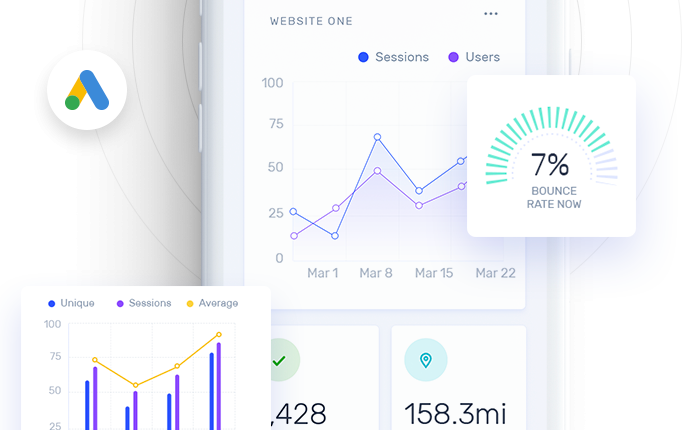 WEBSITE ONE
Sessions Users
100
75
50
25
0
Mar 1 Mar 8 Mar 15 Mar 22
7%
BOUNCE
RATE NOW
Unique Sessions Average
100
75
50
25
,428
158.3mi